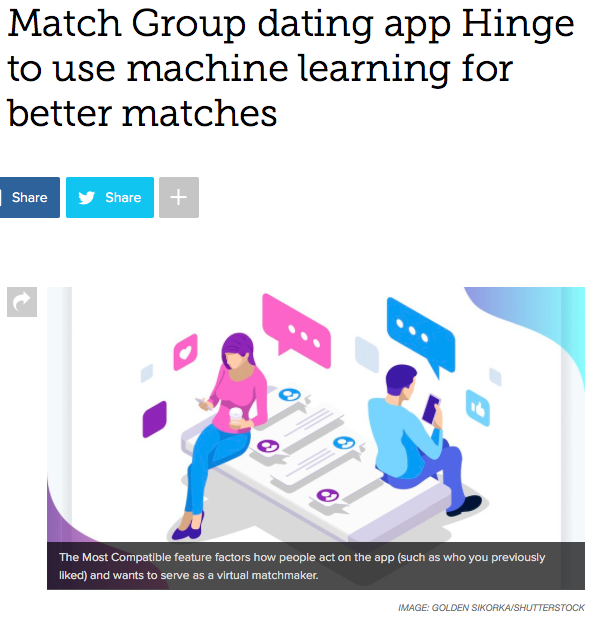 Match Group dating app Hinge
to use machine learning for
better matches
Share
Share
The Most Compatible feature factors how people act on the app (such as who you previously
liked) and wants to serve as a virtual matchmaker.
IMAGE: GOLDEN SIKORKA/SHUTTERSTOCK